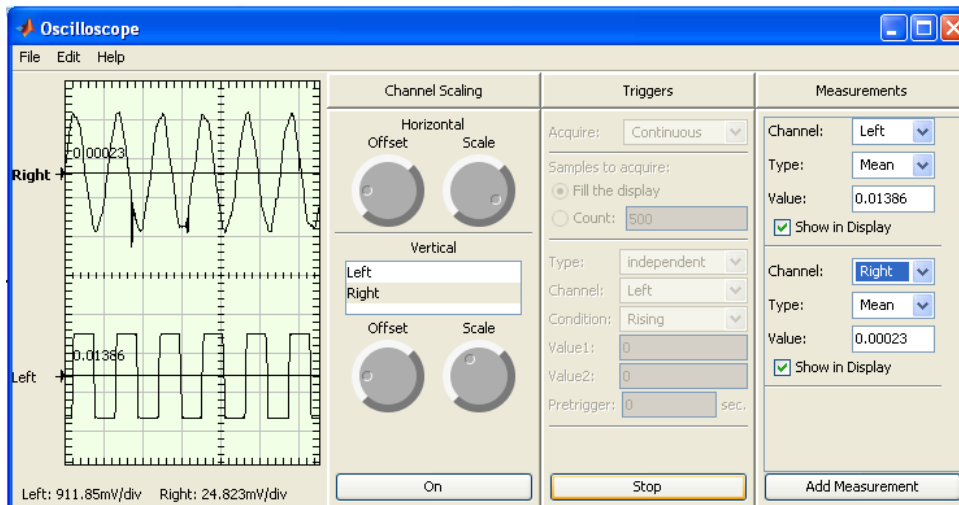 Oscilloscope
File Edit Help
0.00023
Right
0.01386
Left
Left: 911.85mV/div Right: 24.823mV/div
Channel Scaling
Horizontal
Offset Scale
Vertical
Left
Right
Offset Scale
On
Triggers
Acquire: Continuous
Samples to acquire:
Fill the display
Count: 500
Type: independent
Channel: Left
Condition: Rising
Value1: 0
Value2: 0
Pretrigger: 0 sec.
Stop
Measurements
Channel: Left
Type: Mean
Value: 0.01386
Show in Display
Channel: Right
Type: Mean
Value: 0.00023
Show in Display
Add Measurement